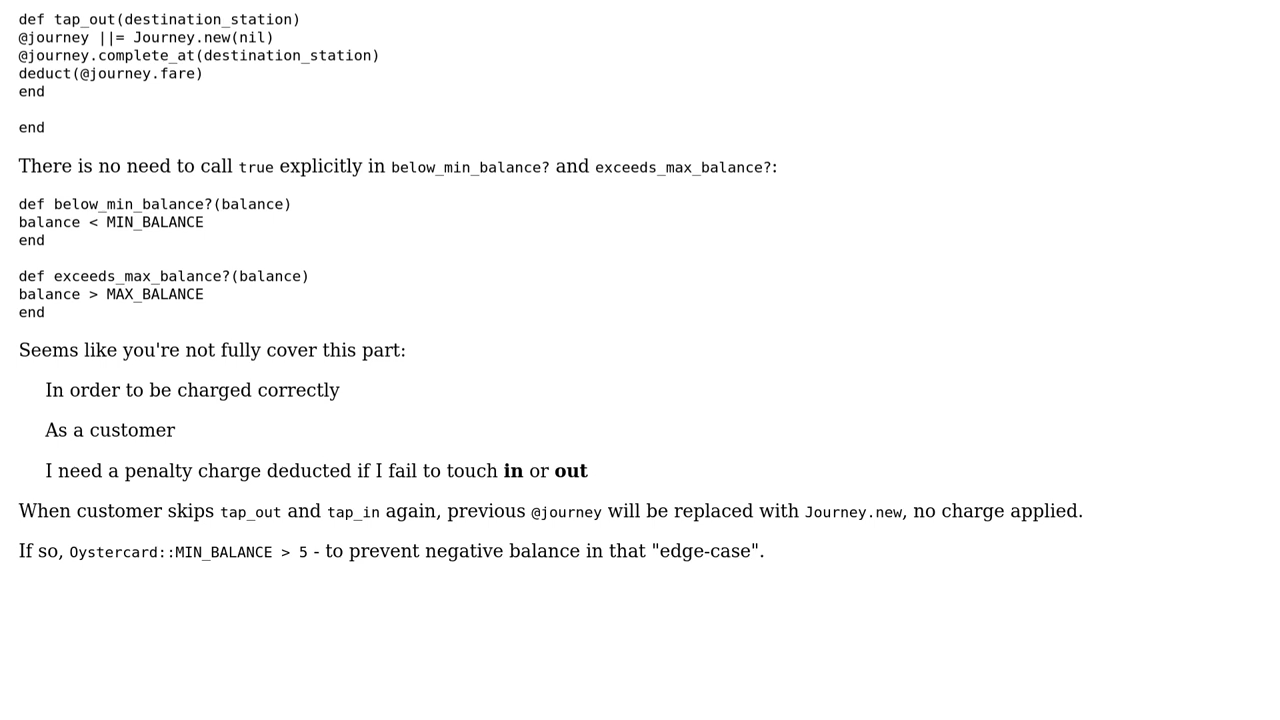 def tap_out(destination_station)
@journey ||= Journey.new(nil)
@journey.complete_at(destination_station)
deduct(@journey.fare)
end
end
There is no need to call true explicitly in below_min_balance? and exceeds_max_balance?:
def below_min_balance?(balance)
balance < MIN_BALANCE
end
def exceeds_max_balance?(balance)
balance > MAX_BALANCE
end
Seems like you're not fully cover this part:
In order to be charged correctly
As a customer
I need a penalty charge deducted if I fail to touch in or out
When customer skips tap_out and tap_in again, previous @journey will be replaced with Journey.new, no charge applied.
If so, Oystercard::MIN_BALANCE > 5 - to prevent negative balance in that "edge-case".